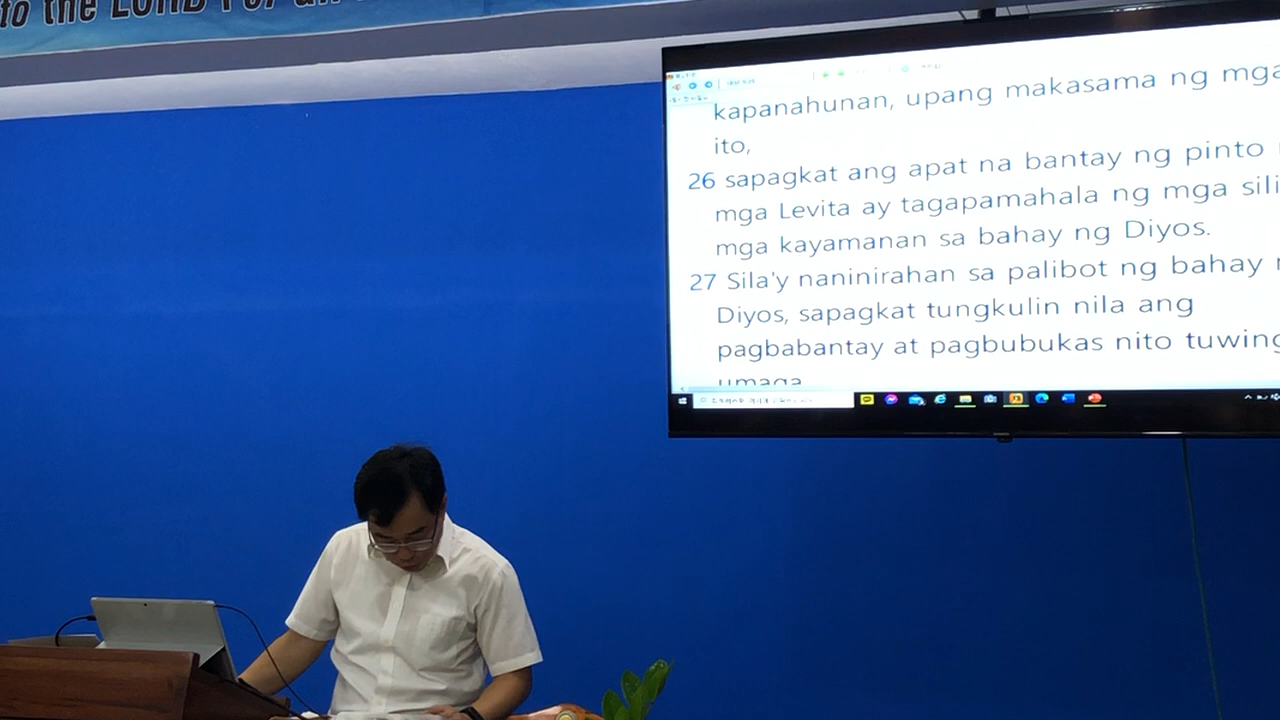 to the LORD For
kapanahunan, upang makasama ng mga
ito,
26 sapagkat ang apat na bantay ng pinto
mga Levita ay tagapamahala ng mga
mga kayamanan sa bahay ng Diyos.
27 Sila'y naninirahan sa palibot ng bahay
Diyos, sapagkat tungkulin nila ang
pagbabantay at pagbubukas nito tuwing
umaga